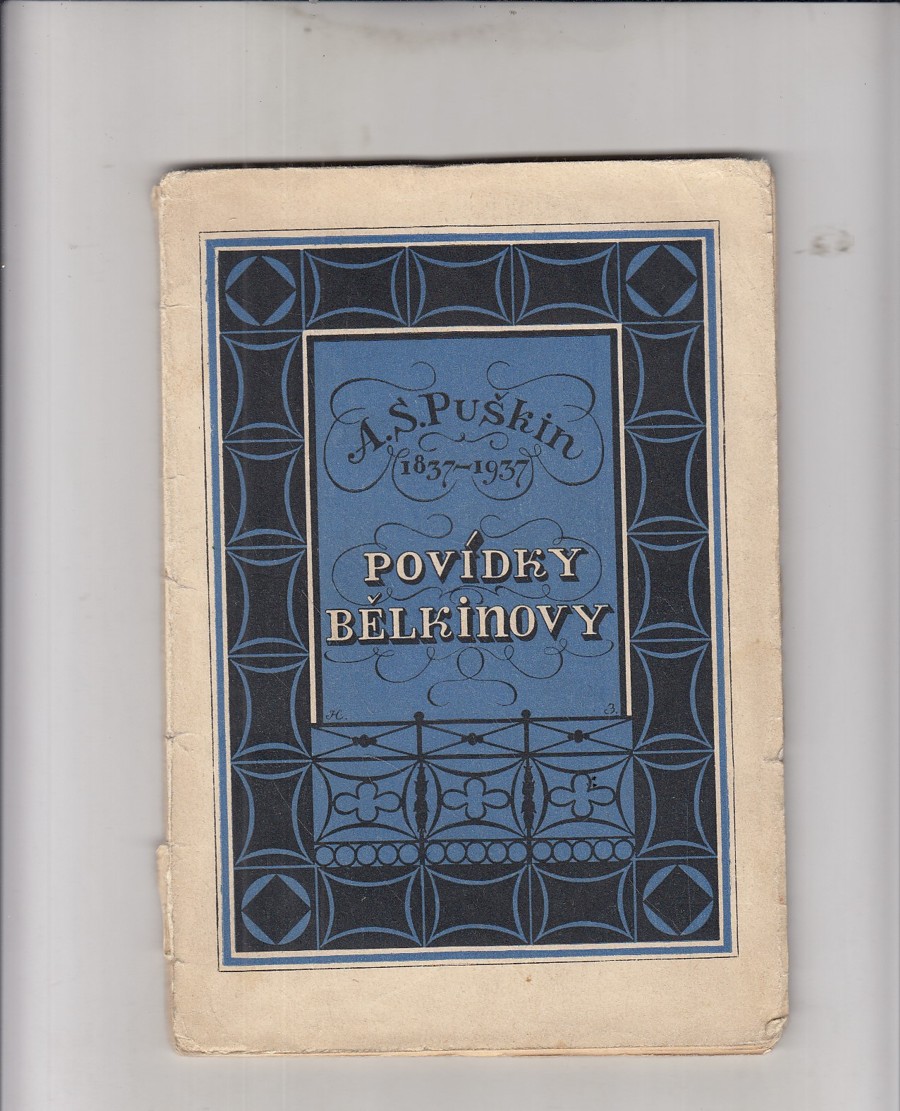 A. S. Puškin
1837–1937
POVÍDKY
BĚLKINOVY
K. З.